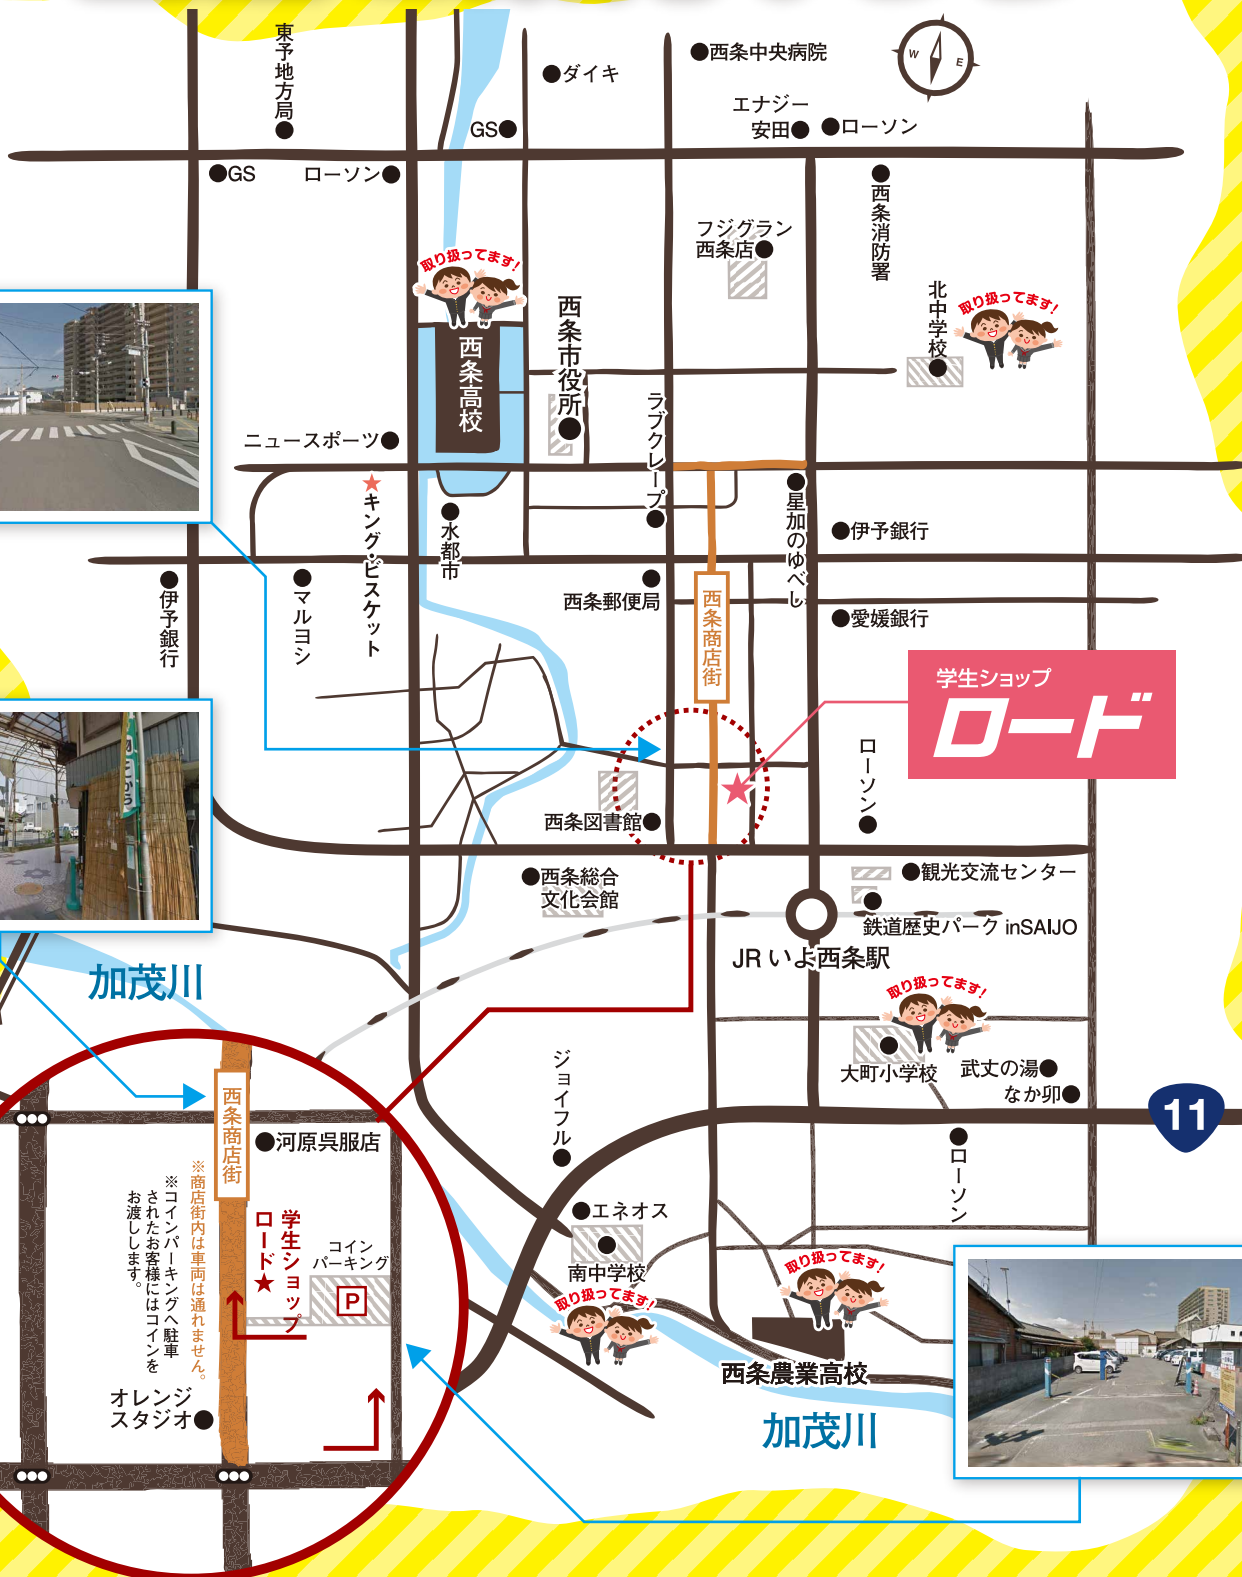 東予地方局
ダイキ
西条中央病院
W
E
エナジー
安田
ローソン
GS
GS
ローソン
西条消防署
フジグラン
西条店
取り扱ってます!
西条高校
西条市役所
北中学校
取り扱ってます!
ラブクレープ
ニュースポーツ
キング・ビスケット
水都市
星加のゆべし
伊予銀行
伊予銀行
マルヨシ
西条郵便局
西条商店街
愛媛銀行
学生ショップ
ロード
ローソン
西条図書館
西条総合
文化会館
観光交流センター
鉄道歴史パーク inSAIJO
JR いよ西条駅
加茂川
取り扱ってます!
大町小学校
武丈の湯
なか卯
11
ジョイフル
ローソン
エネオス
南中学校
取り扱ってます!
取り扱ってます!
西条農業高校
加茂川
西条商店街
河原呉服店
※商店街内は車両は通れません。
※コインパーキングへ駐車
されたお客様にはコインを
お渡しします。
学生ショップ
ロード★
コイン
パーキング
P
オレンジ
スタジオ